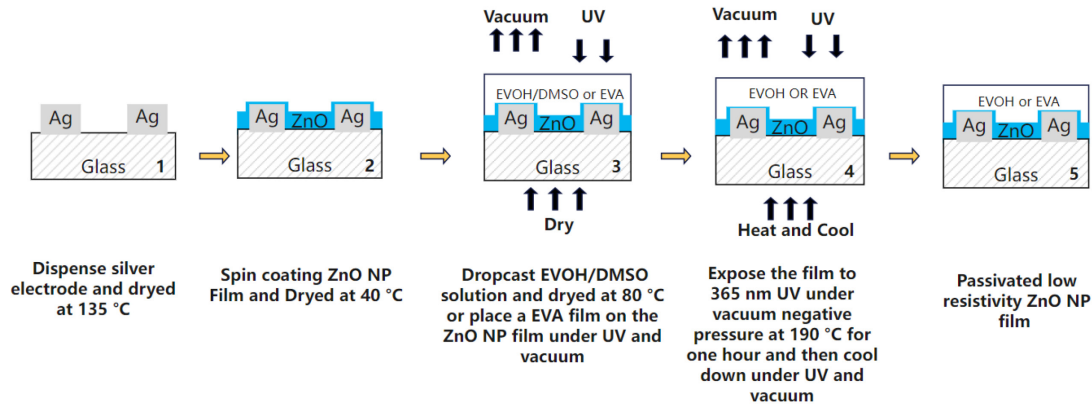 Vacuum UV
EVOH/DMSO or EVA
Ag ZnO Ag
Glass 3
Dry
Vacuum UV
EVOH OR EVA
Ag ZnO Ag
Glass 4
Heat and Cool
Ag Ag
Glass 1
Ag ZnO Ag
Glass 2
EVOH or EVA
Ag ZnO Ag
Glass 5
Dispense silver
electrode and dryed
at 135 °C
Spin coating ZnO NP
Film and Dryed at 40 °C
Dropcast EVOH/DMSO
solution and dryed at 80 °C
or place a EVA film on the
ZnO NP film under UV and
vacuum
Expose the film to
365 nm UV under
vacuum negative
pressure at 190 °C for
one hour and then cool
down under UV and
vacuum
Passivated low
resistivity ZnO NP
film